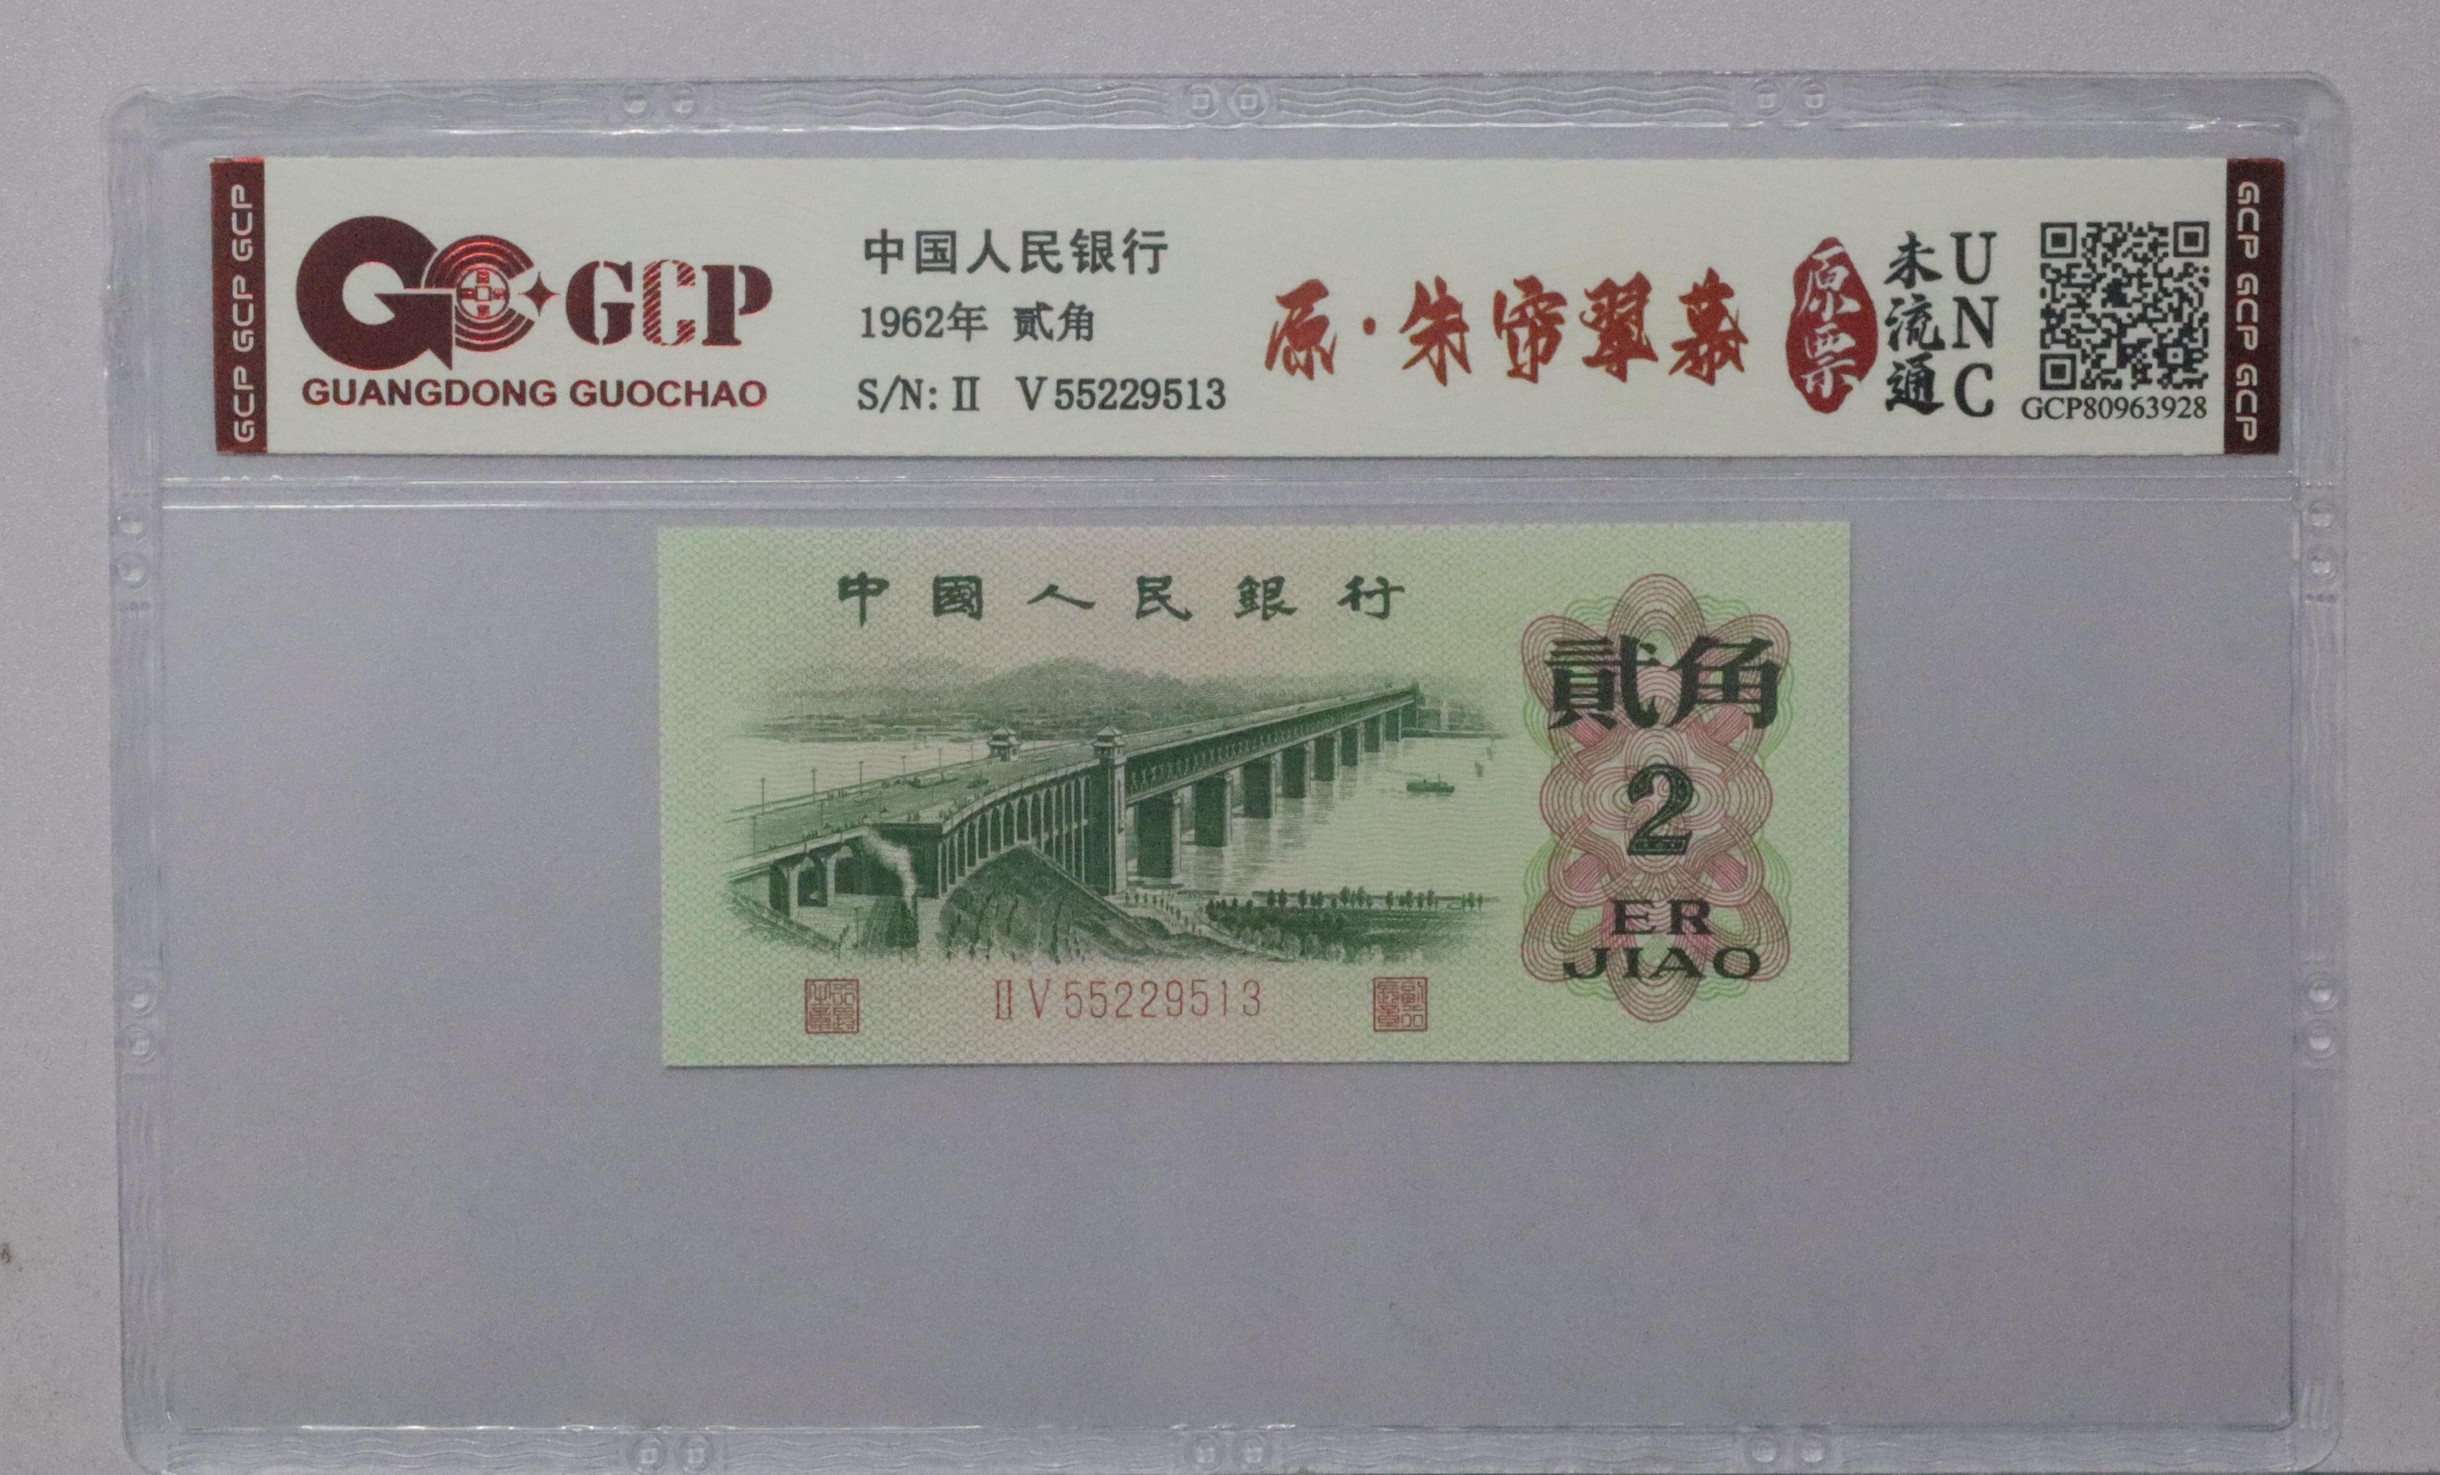 GCP GCP GCP
GCP
GUANGDONG GUOCHAO
中国人民银行
1962年 贰角
S/N: Ⅱ V 55229513
原·朱帘翠幕
原票
未流通
UNC
GCP80963928
GCP GCP GCP
中國人民銀行
貳角
2
ER
JIAO
ⅡV55229513